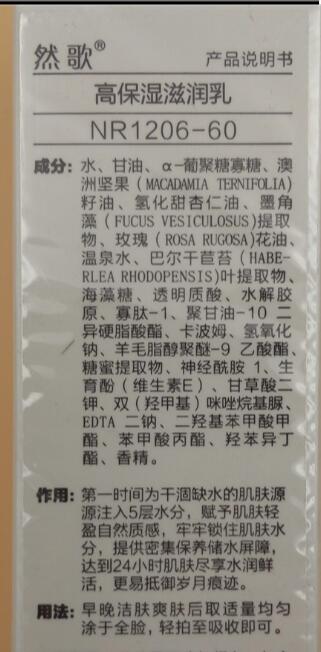 然歌® 产品说明书
高保湿滋润乳
NR1206-60
成分：水、甘油、α-葡聚糖寡糖、澳
洲坚果（MACADAMIA TERNIFOLIA）
籽油、氢化甜杏仁油、墨角
藻（FUCUS VESICULOSUS)提取
物、玫瑰（ROSA RUGOSA)花油、
温泉水、巴尔干苣苔（HABE-
RLEA RHODOPENSIS)叶提取物、
海藻糖、透明质酸、水解胶
原、寡肽-1、聚甘油-10 二
异硬脂酸酯、卡波姆、氢氧化
钠、羊毛脂醇聚醚-9 乙酸酯、
糖蜜提取物、神经酰胺 1、生
育酚（维生素E）、甘草酸二
钾、双（羟甲基）咪唑烷基脲、
EDTA 二钠、二羟基苯甲酸甲
酯、苯甲酸丙酯、羟苯异丁
酯、香精。
作用：第一时间为干涸缺水的肌肤源
源注入5层水分，赋予肌肤轻
盈自然质感，牢牢锁住肌肤水
分，提供密集保养储水屏障，
达到24小时肌肤尽享水润鲜
活，更易抵御岁月痕迹。
用法：早晚洁肤爽肤后取适量均匀
涂于全脸，轻拍至吸收即可。